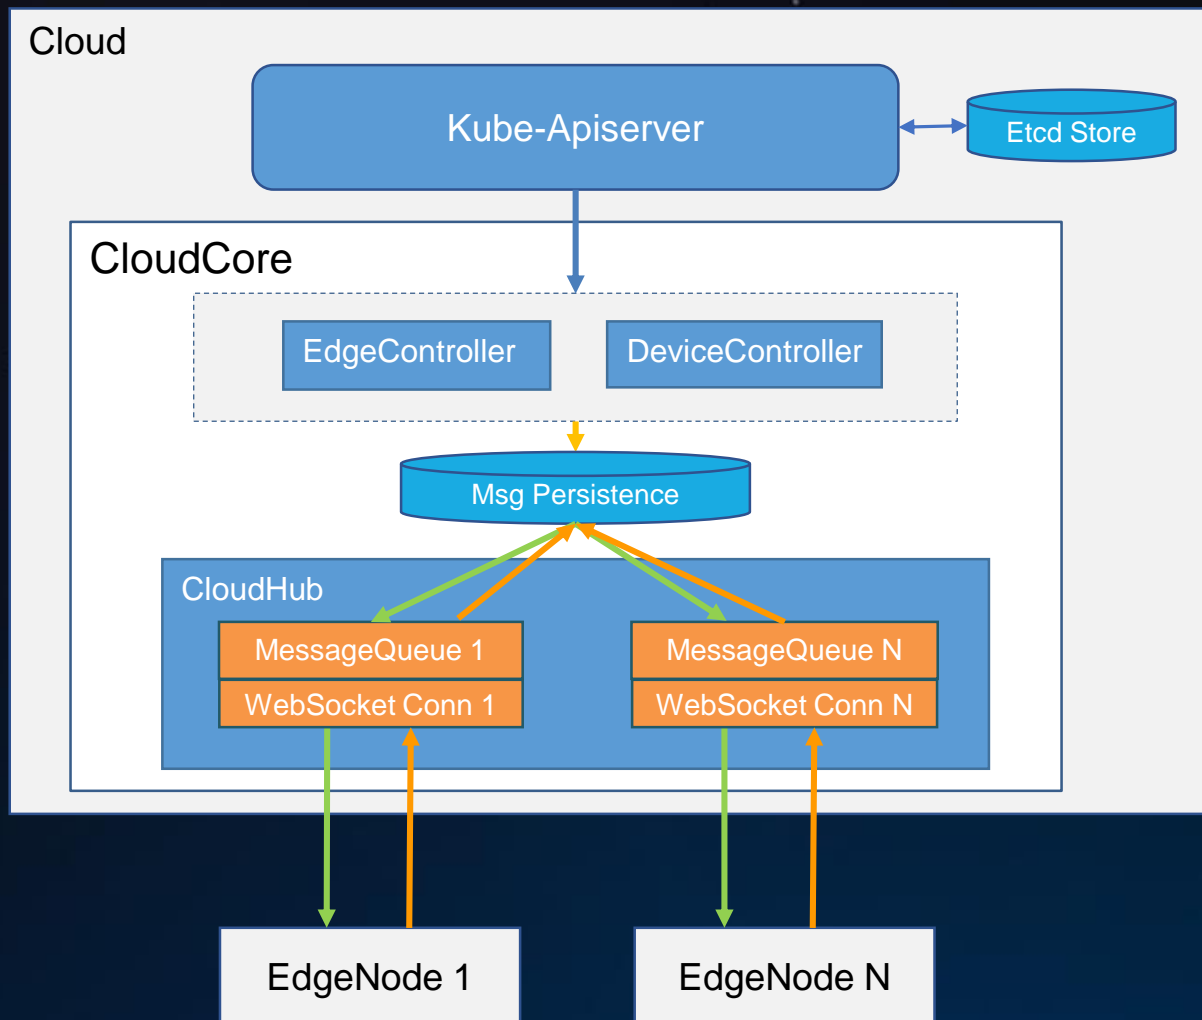 Cloud
Kube-Apiserver
Etcd Store
CloudCore
EdgeController
DeviceController
Msg Persistence
CloudHub
MessageQueue 1
MessageQueue N
WebSocket Conn 1
WebSocket Conn N
EdgeNode 1
EdgeNode N